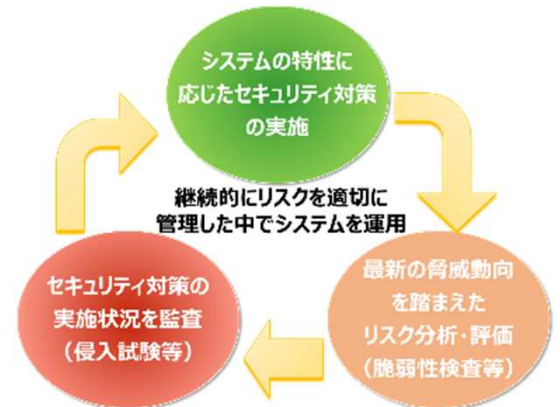 システムの特性に
応じたセキュリティ対策
の実施
継続的にリスクを適切に
管理した中でシステムを運用
最新の脅威動向
を踏まえた
リスク分析・評価
(脆弱性検査等)
セキュリティ対策の
実施状況を監査
(侵入試験等)